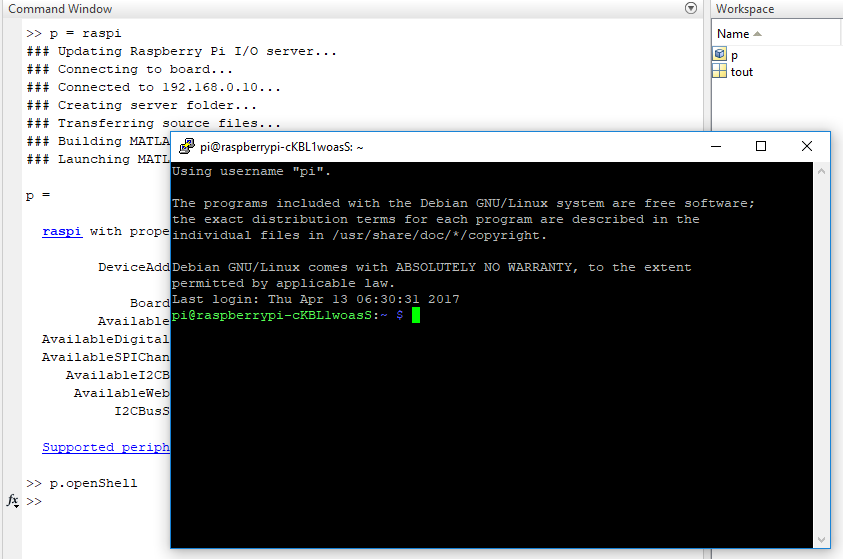 Command Window
>> p = raspi
### Updating Raspberry Pi I/O server...
### Connecting to board...
### Connected to 192.168.0.10...
### Creating server folder...
### Transferring source files...
### Building MATLA
### Launching MATL
p =
raspi with prope
DeviceAdd
Board
Available
AvailableDigital
AvailableSPIChan
AvailableI2CB
AvailableWeb
I2CBusS
Supported periph
>> p.openShell
fx >>
pi@raspberrypi-cKBL1woasS: ~
Using username "pi".
The programs included with the Debian GNU/Linux system are free software;
the exact distribution terms for each program are described in the
individual files in /usr/share/doc/*/copyright.
Debian GNU/Linux comes with ABSOLUTELY NO WARRANTY, to the extent
permitted by applicable law.
Last login: Thu Apr 13 06:30:31 2017
pi@raspberrypi-cKBL1woasS:~ $
Workspace
Name
p
tout